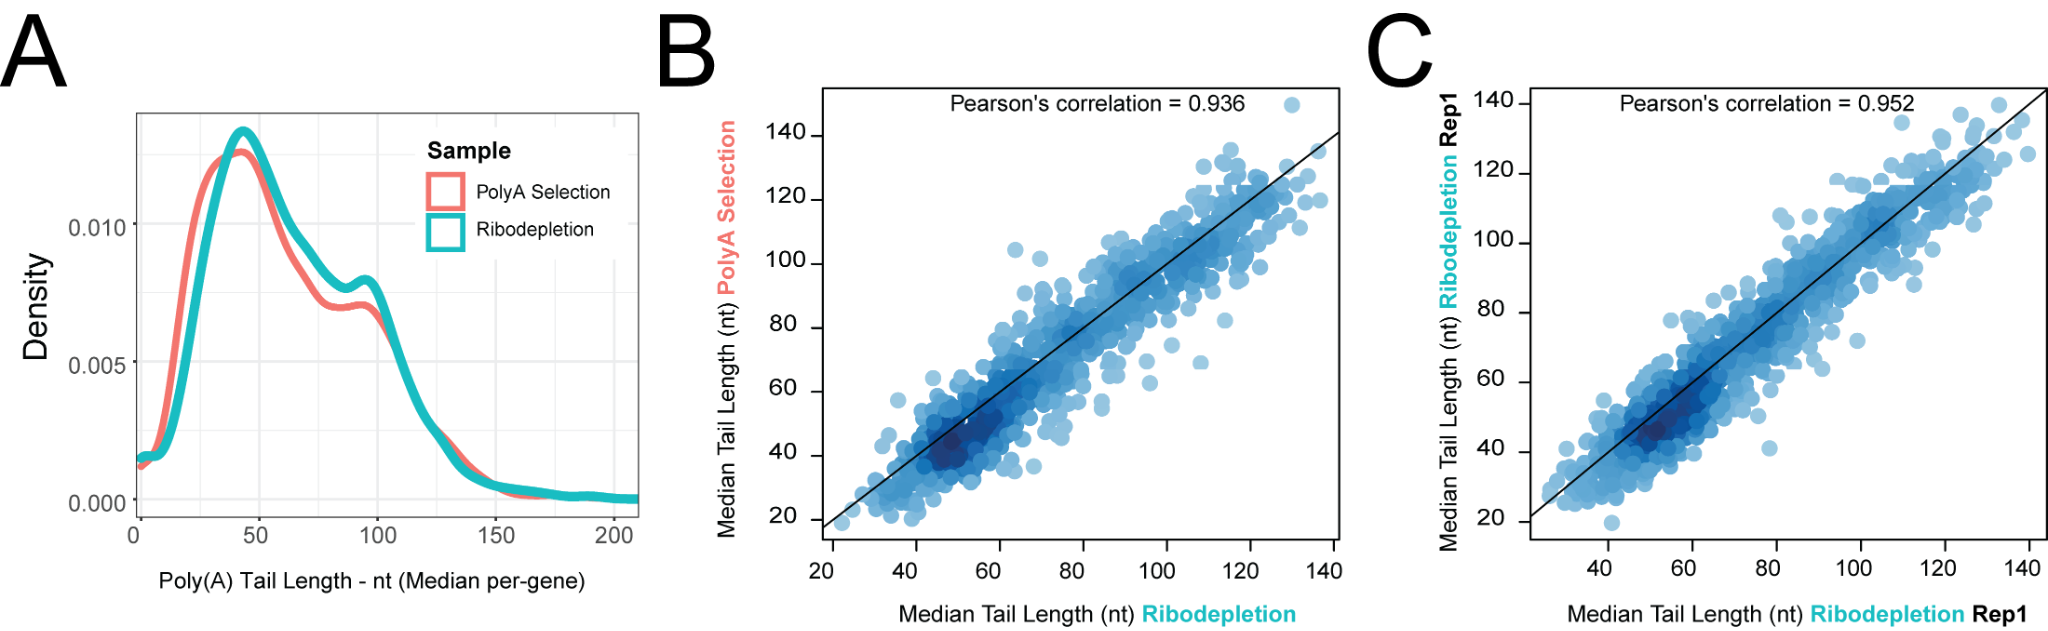 A
Density
0.010
0.005
0.000
0
50
100
150
200
Poly(A) Tail Length - nt (Median per-gene)
Sample
PolyA Selection
Ribodepletion
B
Pearson's correlation = 0.936
Median Tail Length (nt) PolyA Selection
140
120
100
80
60
40
20
20
40
60
80
100
120
140
Median Tail Length (nt) Ribodepletion
C
Pearson's correlation = 0.952
Median Tail Length (nt) Ribodepletion Rep1
140
120
100
80
60
40
20
40
60
80
100
120
140
Median Tail Length (nt) Ribodepletion Rep1